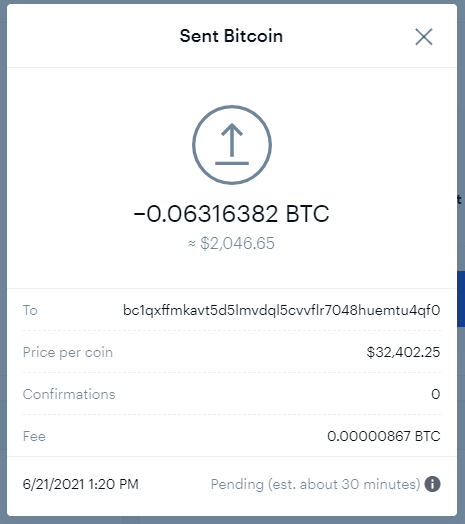 Sent Bitcoin
−0.06316382 BTC
≈ $2,046.65
To bc1qxffmkavt5d5lmvdql5cvvflr7048huemtu4qf0
Price per coin $32,402.25
Confirmations 0
Fee 0.00000867 BTC
6/21/2021 1:20 PM Pending (est. about 30 minutes)